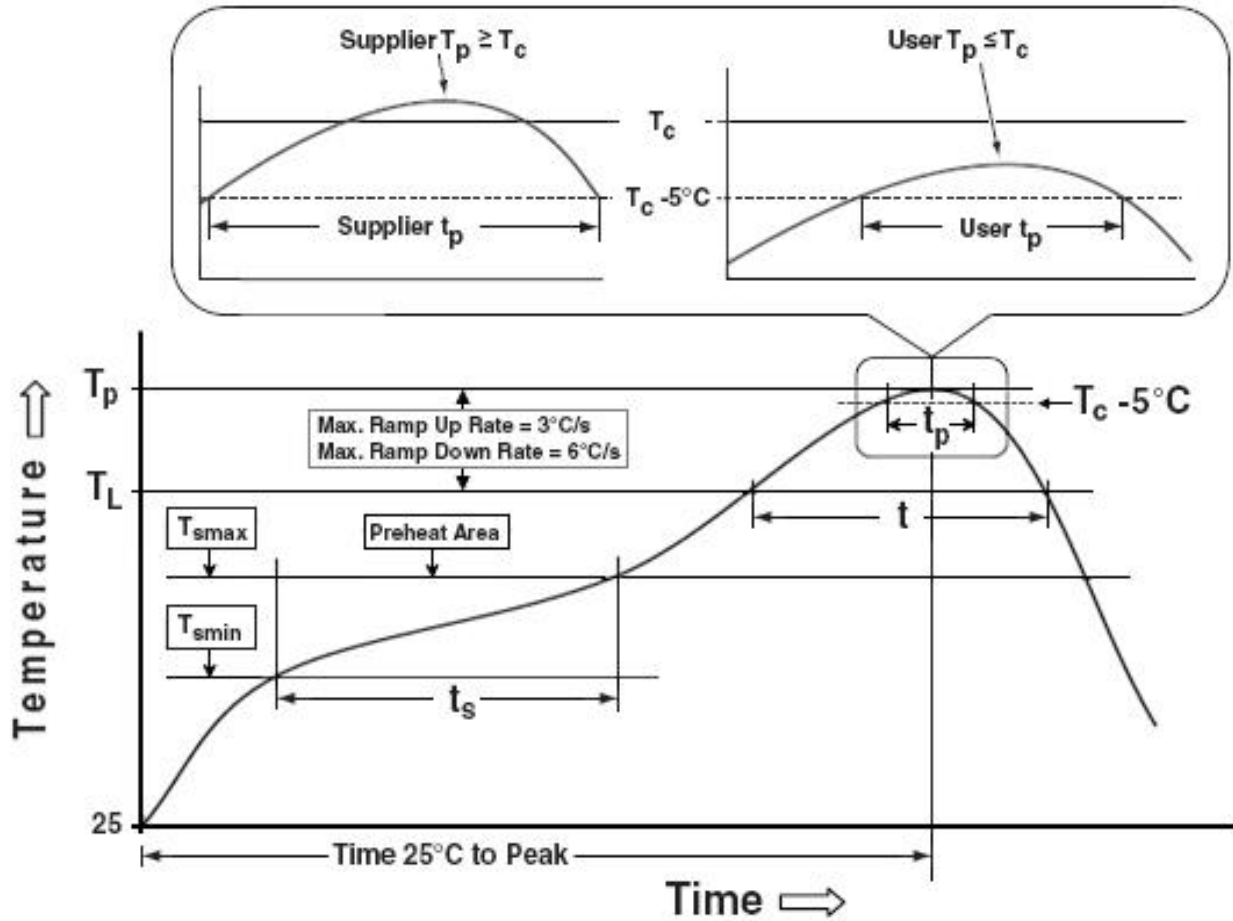 Supplier Tp ≥ Tc
User Tp ≤ Tc
Tc
Tc -5°C
Supplier tp
User tp
Tp
Max. Ramp Up Rate = 3°C/s
Max. Ramp Down Rate = 6°C/s
tp
Tc -5°C
TL
t
Tsmax
Preheat Area
Tsmin
ts
Temperature
25
Time 25°C to Peak
Time